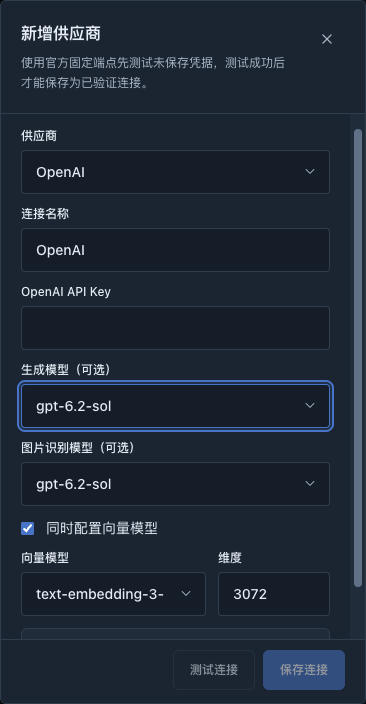 新增供应商
使用官方固定端点先测试未保存凭据，测试成功后
才能保存为已验证连接。
供应商
OpenAI
连接名称
OpenAI
OpenAI API Key
生成模型（可选）
gpt-6.2-sol
图片识别模型（可选）
gpt-6.2-sol
同时配置向量模型
向量模型
维度
text-embedding-3-
3072
测试连接
保存连接